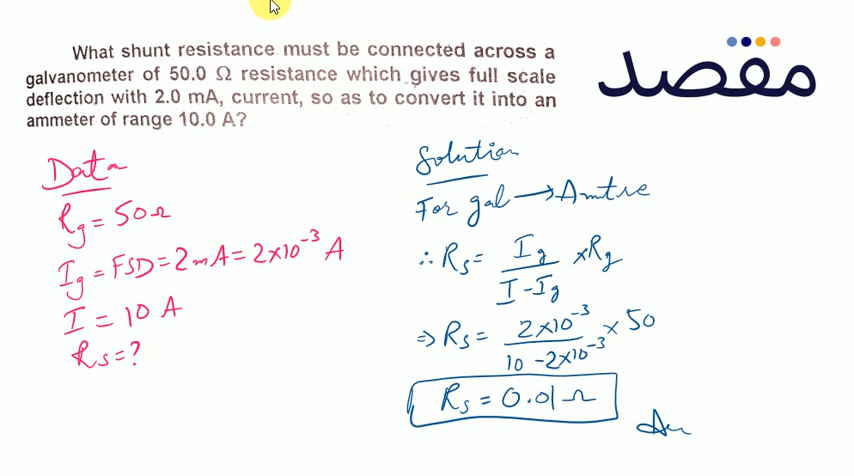 What shunt resistance must be connected across a
galvanometer of 50.0 Ω resistance which gives full scale
deflection with 2.0 mA, current, so as to convert it into an
ammeter of range 10.0 A?
مقصد
Data
Rg = 50Ω
Ig = FSD = 2mA = 2×10⁻³ A
I = 10 A
Rs = ?
Solution
For gal → Amtre
∴ Rs = Ig / (I - Ig) × Rg
⇒ Rs = 2×10⁻³ / (10 - 2×10⁻³) × 50
Rs = 0.01 Ω